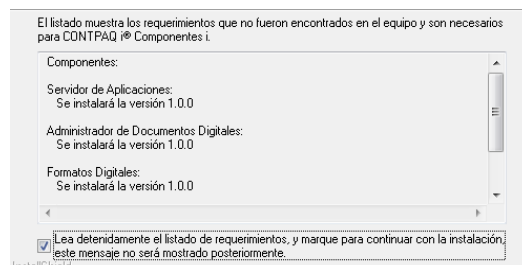 El listado muestra los requerimientos que no fueron encontrados en el equipo y son necesarios
para CONTPAQ i® Componentes i.
Componentes:
Servidor de Aplicaciones:
Se instalará la versión 1.0.0
Administrador de Documentos Digitales:
Se instalará la versión 1.0.0
Formatos Digitales:
Se instalará la versión 1.0.0
Lea detenidamente el listado de requerimientos, y marque para continuar con la instalación,
este mensaje no será mostrado posteriormente.
InstallShield